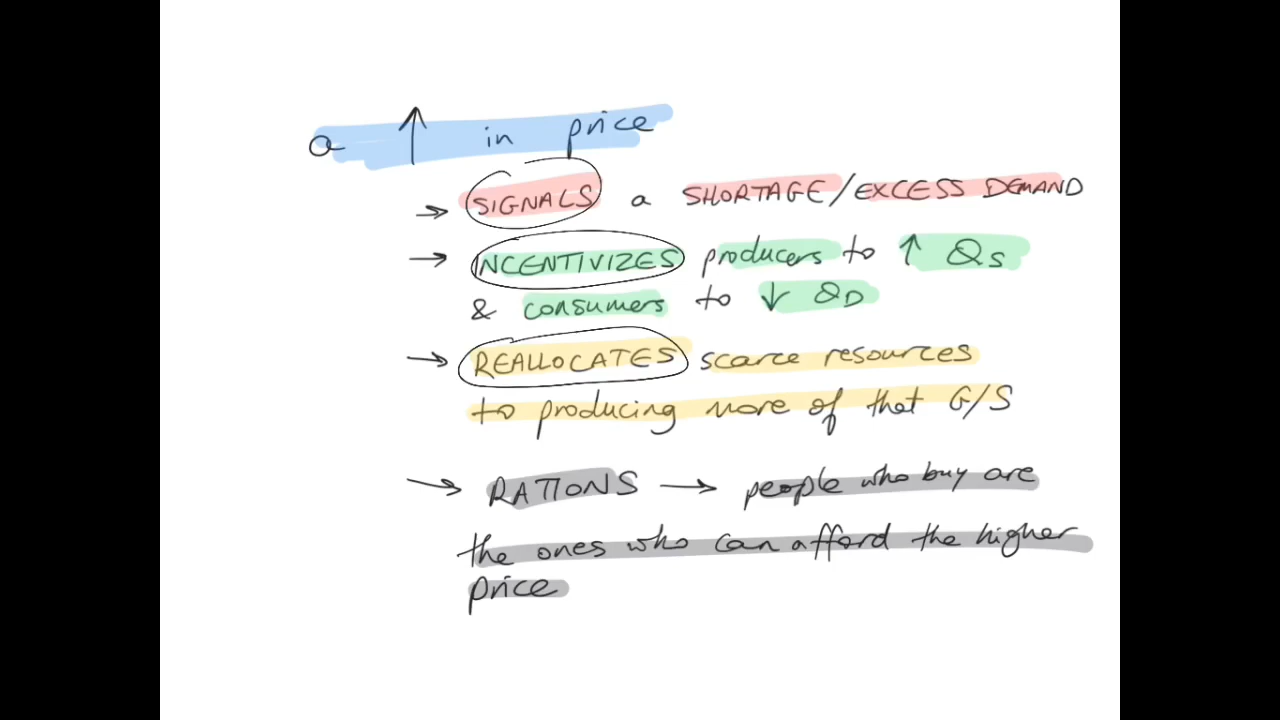 a ↑ in price
→ SIGNALS a SHORTAGE/EXCESS DEMAND
→ INCENTIVIZES producers to ↑ Qs
& consumers to ↓ QD
→ REALLOCATES scarce resources
to producing more of that G/S
→ RATIONS → people who buy are
the ones who can afford the higher
price